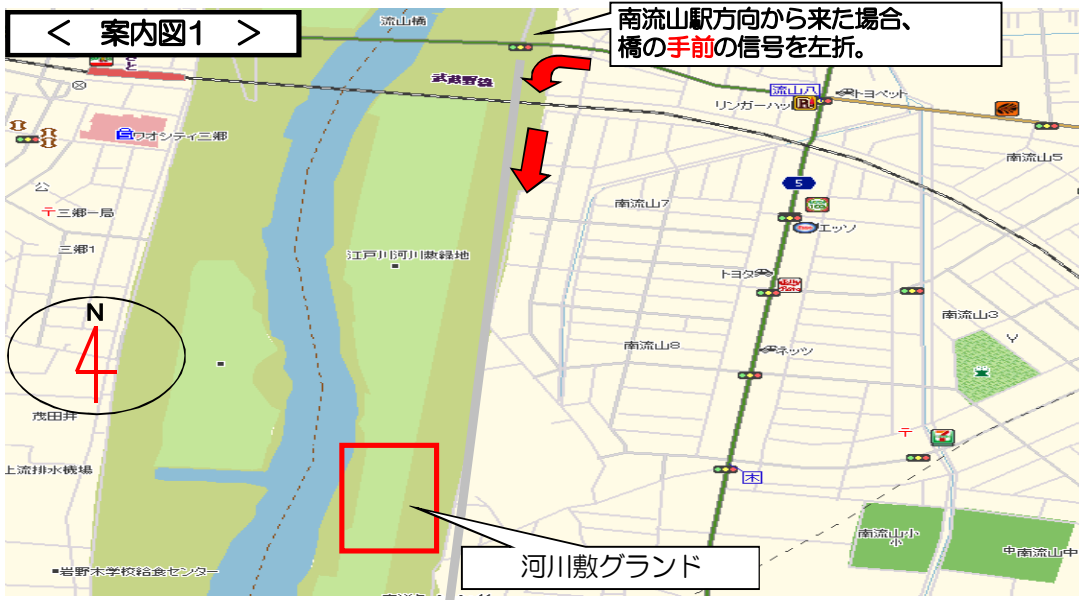 ＜ 案内図1 ＞
流山橋
南流山駅方向から来た場合、
橋の手前の信号を左折。
武蔵野線
流山八
トヨペット
リンガーハッ
R
ワオシティ三郷
南流山5
公
三郷一局
5
南流山7
エッソ
三郷1
江戸川河川敷緑地
トヨタ
N
南流山3
南流山8
ネッツ
茂田井
上流排水機場
木
南流山小
小
中南流山中
河川敷グランド
岩野木学校給食センター